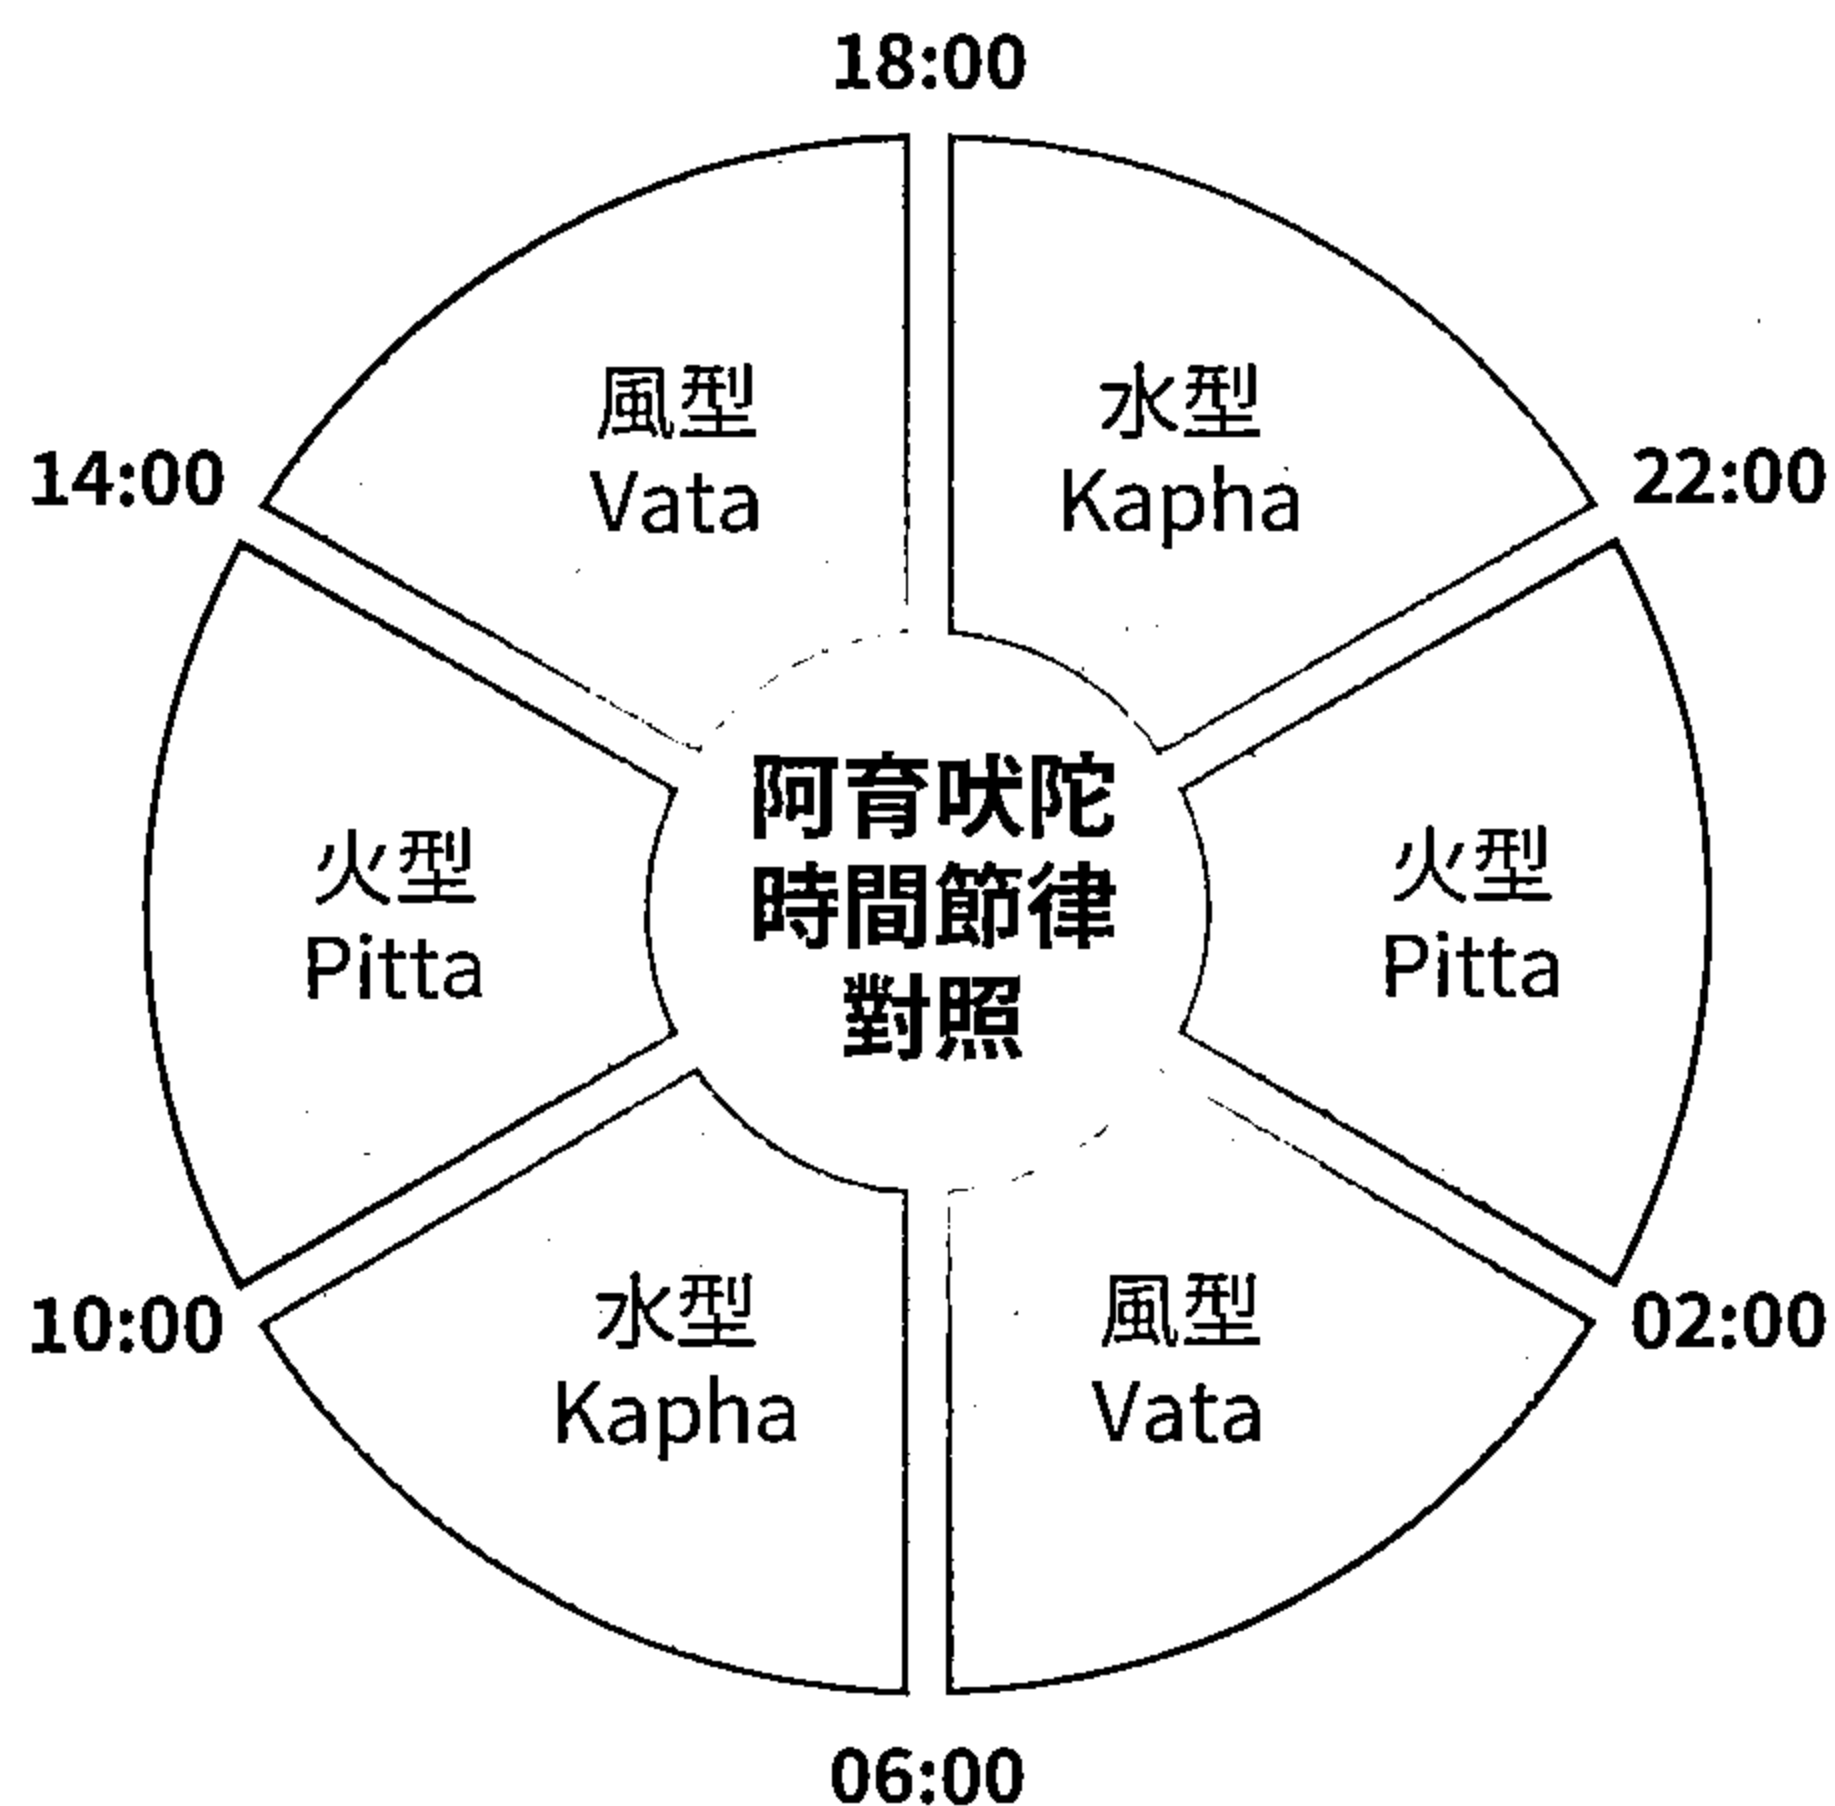 18:00
風型
Vata
水型
Kapha
14:00
22:00
阿育吠陀
時間節律
對照
火型
Pitta
火型
Pitta
10:00
02:00
水型
Kapha
風型
Vata
06:00